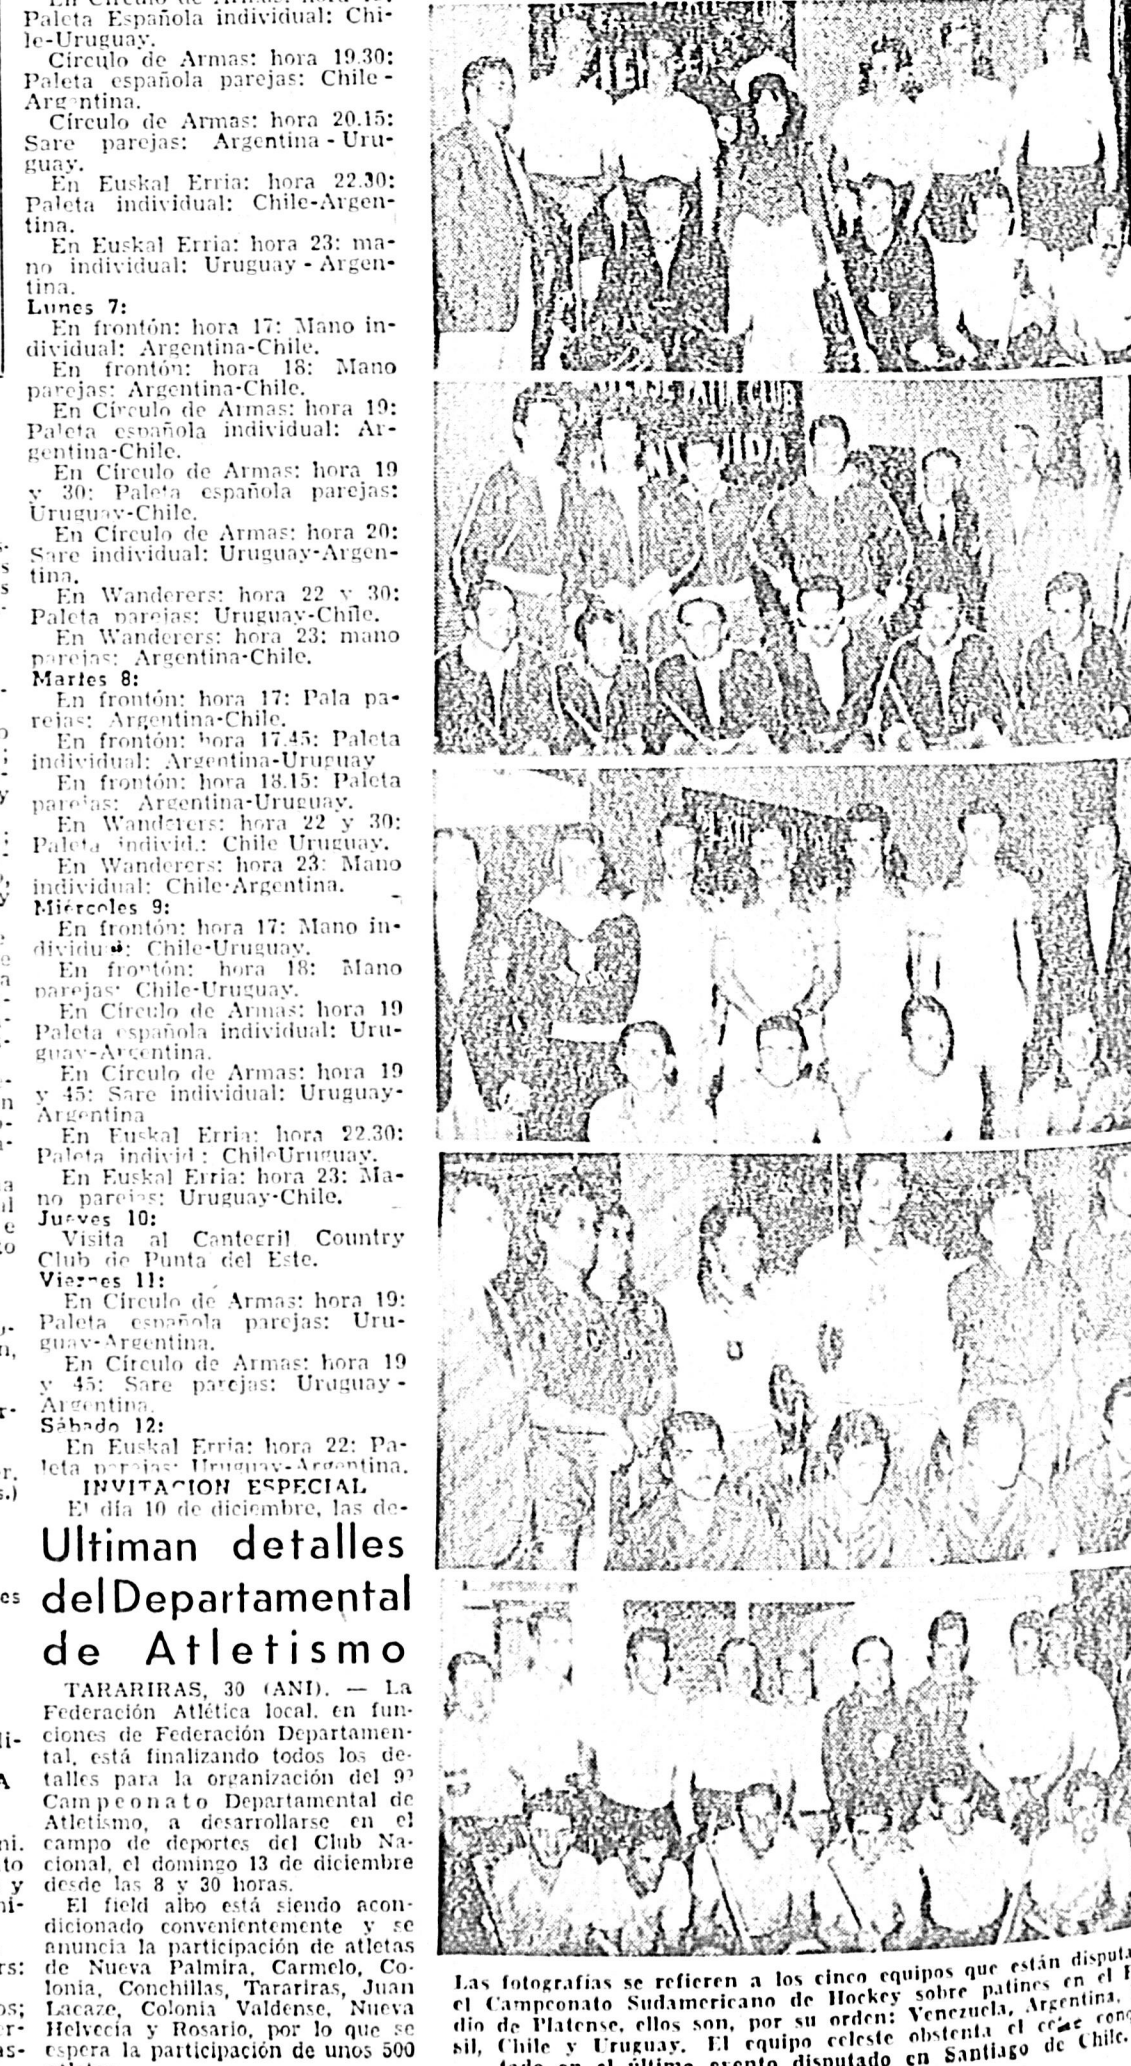 Paleta Española individual: Chi-
le-Uruguay.
Círculo de Armas: hora 19.30:
Paleta española parejas: Chile -
Argentina.
Círculo de Armas: hora 20.15:
Sare parejas: Argentina - Uru-
guay.
En Euskal Erria: hora 22.30:
Paleta individual: Chile-Argen-
tina.
En Euskal Erria: hora 23: ma-
no individual: Uruguay - Argen-
tina.
Lunes 7:
En frontón: hora 17: Mano in-
dividual: Argentina-Chile.
En frontón: hora 18: Mano
parejas: Argentina-Chile.
En Círculo de Armas: hora 19:
Paleta española individual: Ar-
gentina-Chile.
En Círculo de Armas: hora 19
y 30: Paleta española parejas:
Uruguay-Chile.
En Círculo de Armas: hora 20:
Sare individual: Uruguay-Argen-
tina.
En Wanderers: hora 22 y 30:
Paleta parejas: Uruguay-Chile.
En Wanderers: hora 23: mano
parejas: Argentina-Chile.
Martes 8:
En frontón: hora 17: Pala pa-
rejas: Argentina-Chile.
En frontón: hora 17.45: Paleta
individual: Argentina-Uruguay
En frontón: hora 18.15: Paleta
parejas: Argentina-Uruguay.
En Wanderers: hora 22 y 30:
Paleta individ.: Chile Uruguay.
En Wanderers: hora 23: Mano
individual: Chile-Argentina.
Miércoles 9:
En frontón: hora 17: Mano in-
dividual: Chile-Uruguay.
En frontón: hora 18: Mano
parejas: Chile-Uruguay.
En Círculo de Armas: hora 19
Paleta española individual: Uru-
guay-Argentina.
En Círculo de Armas: hora 19
y 45: Sare individual: Uruguay-
Argentina
En Euskal Erria: hora 22.30:
Paleta individ: ChileUruguay.
En Euskal Erria: hora 23: Ma-
no parejas: Uruguay-Chile.
Jueves 10:
Visita al Cantegril Country
Club de Punta del Este.
Viernes 11:
En Círculo de Armas: hora 19:
Paleta española parejas: Uru-
guay-Argentina.
En Círculo de Armas: hora 19
y 45: Sare parejas: Uruguay -
Argentina.
Sábado 12:
En Euskal Erria: hora 22: Pa-
leta parejas: Uruguay-Argentina.
INVITACION ESPECIAL
El día 10 de diciembre, las de-
Ultiman detalles
del Departamental
de Atletismo
TARARIRAS, 30 (ANI). — La
Federación Atlética local, en fun-
ciones de Federación Departamen-
tal, está finalizando todos los de-
talles para la organización del 9º
Campeonato Departamental de
Atletismo, a desarrollarse en el
campo de deportes del Club Na-
cional, el domingo 13 de diciembre
desde las 8 y 30 horas.
El field albo está siendo acon-
dicionado convenientemente y se
anuncia la participación de atletas
de Nueva Palmira, Carmelo, Co-
lonia, Conchillas, Tarariras, Juan
Lacaze, Colonia Valdense, Nueva
Helvecia y Rosario, por lo que se
espera la participación de unos 500
PATIN CLUB
Las fotografías se refieren a los cinco equipos que están disputa
el Campeonato Sudamericano de Hockey sobre patines en el
dio de Platense, ellos son, por su orden: Venezuela, Argentina,
sil, Chile y Uruguay. El equipo celeste obstenta el cetre conq
tado en el último evento disputado en Santiago de Chile.